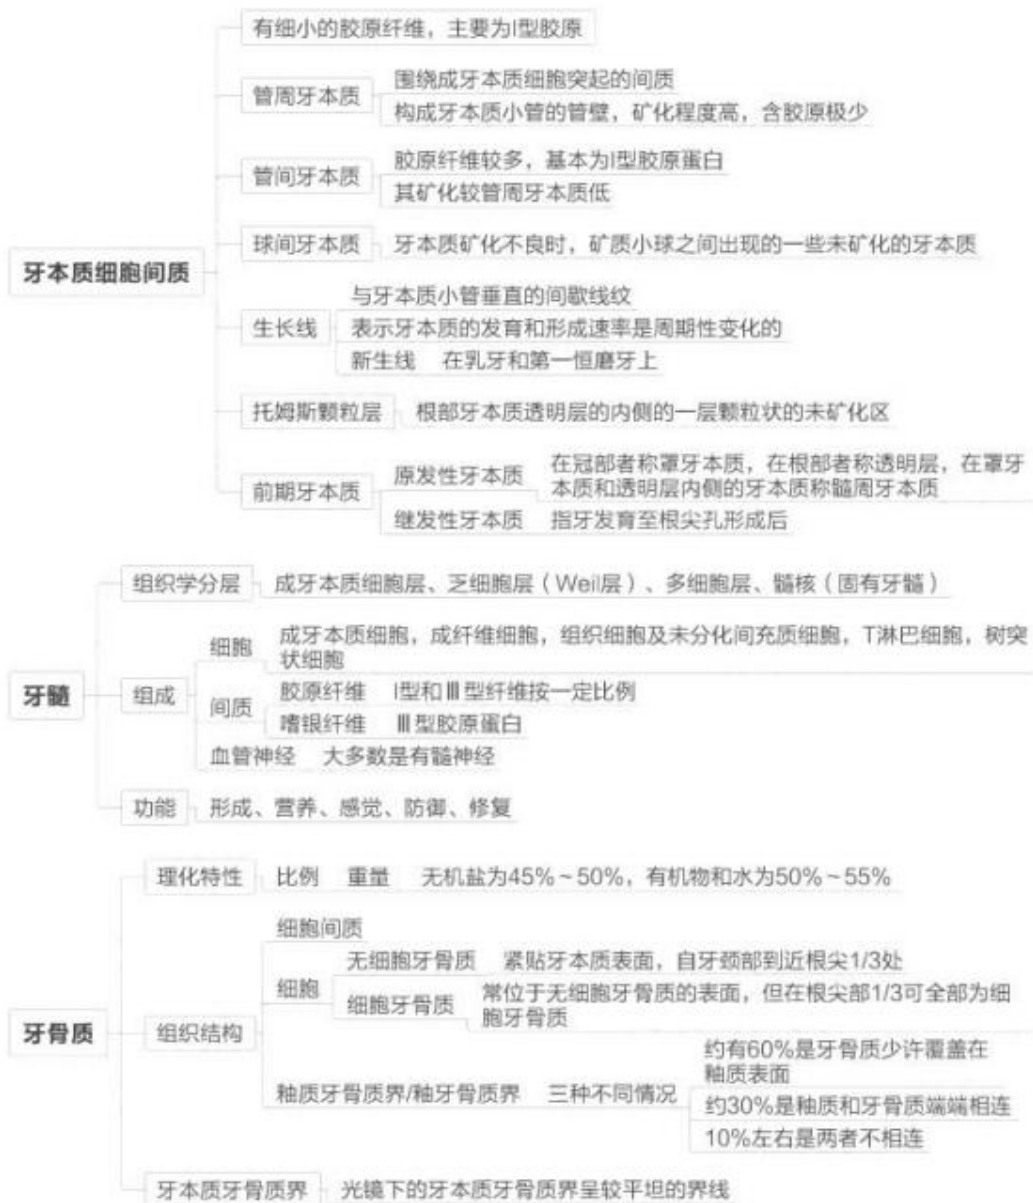 有细小的胶原纤维，主要为I型胶原
管周牙本质
围绕成牙本质细胞突起的间质
构成牙本质小管的管壁，矿化程度高，含胶原极少
管间牙本质
胶原纤维较多，基本为I型胶原蛋白
其矿化较管周牙本质低
球间牙本质
牙本质矿化不良时，矿质小球之间出现的一些未矿化的牙本质
牙本质细胞间质
生长线
与牙本质小管垂直的间歇线纹
表示牙本质的发育和形成速率是周期性变化的
新生线 在乳牙和第一恒磨牙上
托姆斯颗粒层
根部牙本质透明层的内侧的一层颗粒状的未矿化区
前期牙本质
原发性牙本质
在冠部者称罩牙本质，在根部者称透明层，在罩牙
本质和透明层内侧的牙本质称髓周牙本质
继发性牙本质 指牙发育至根尖孔形成后
牙髓
组织学分层
成牙本质细胞层、乏细胞层（Weil层）、多细胞层、髓核（固有牙髓）
组成
细胞
成牙本质细胞，成纤维细胞，组织细胞及未分化间充质细胞，T淋巴细胞，树突
状细胞
间质
胶原纤维 I型和Ⅲ型纤维按一定比例
嗜银纤维 Ⅲ型胶原蛋白
血管神经 大多数是有髓神经
功能
形成、营养、感觉、防御、修复
牙骨质
理化特性
比例 重量 无机盐为45%~50%，有机物和水为50%~55%
组织结构
细胞间质
细胞
无细胞牙骨质 紧贴牙本质表面，自牙颈部到近根尖1/3处
细胞牙骨质
常位于无细胞牙骨质的表面，但在根尖部1/3可全部为细
胞牙骨质
釉质牙骨质界/釉牙骨质界 三种不同情况
约有60%是牙骨质少许覆盖在
釉质表面
约30%是釉质和牙骨质端端相连
10%左右是两者不相连
牙本质牙骨质界 光镜下的牙本质牙骨质界呈较平坦的界线